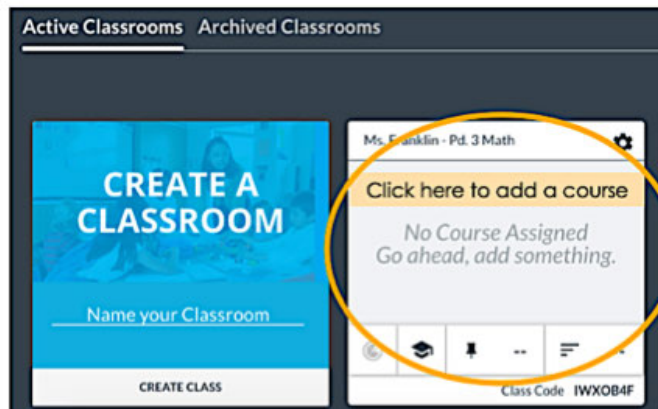 Active Classrooms Archived Classrooms
CREATE A
CLASSROOM
Name your Classroom
CREATE CLASS
Ms. Franklin - Pd. 3 Math
Click here to add a course
No Course Assigned
Go ahead, add something.
--
-
Class Code IWXOB4F